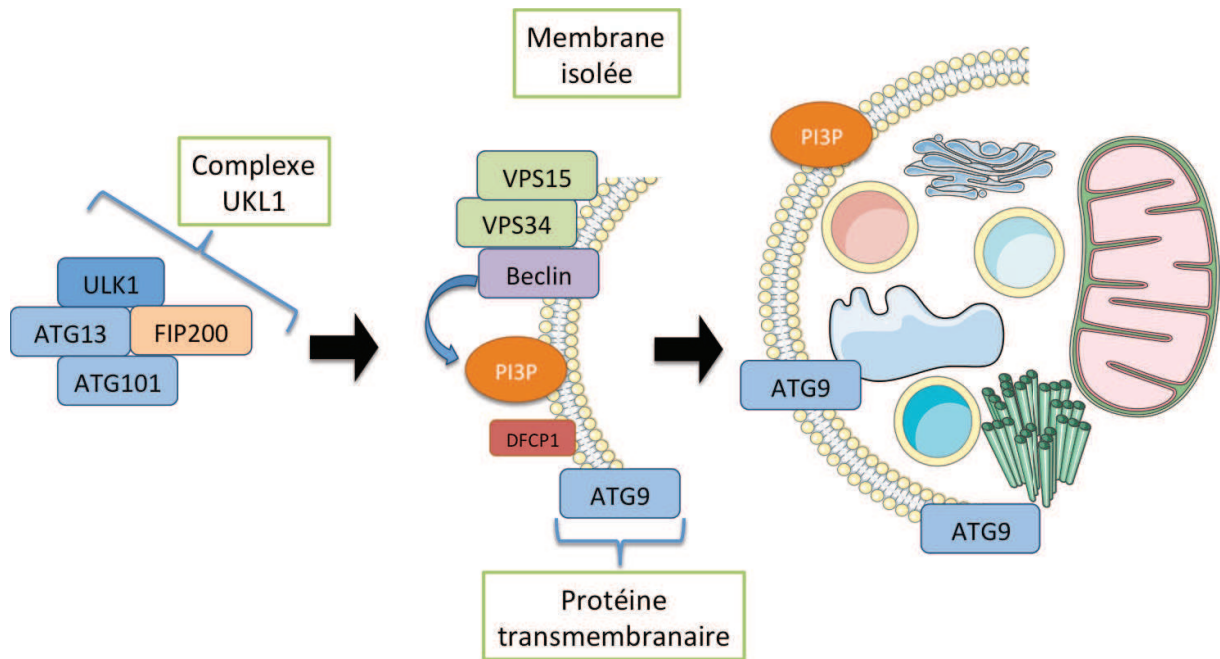 Membrane
isolée
Complexe
UKL1
ULK1
ATG13
FIP200
ATG101
VPS15
VPS34
Beclin
PI3P
DFCP1
ATG9
Protéine
transmembranaire
PI3P
ATG9
ATG9